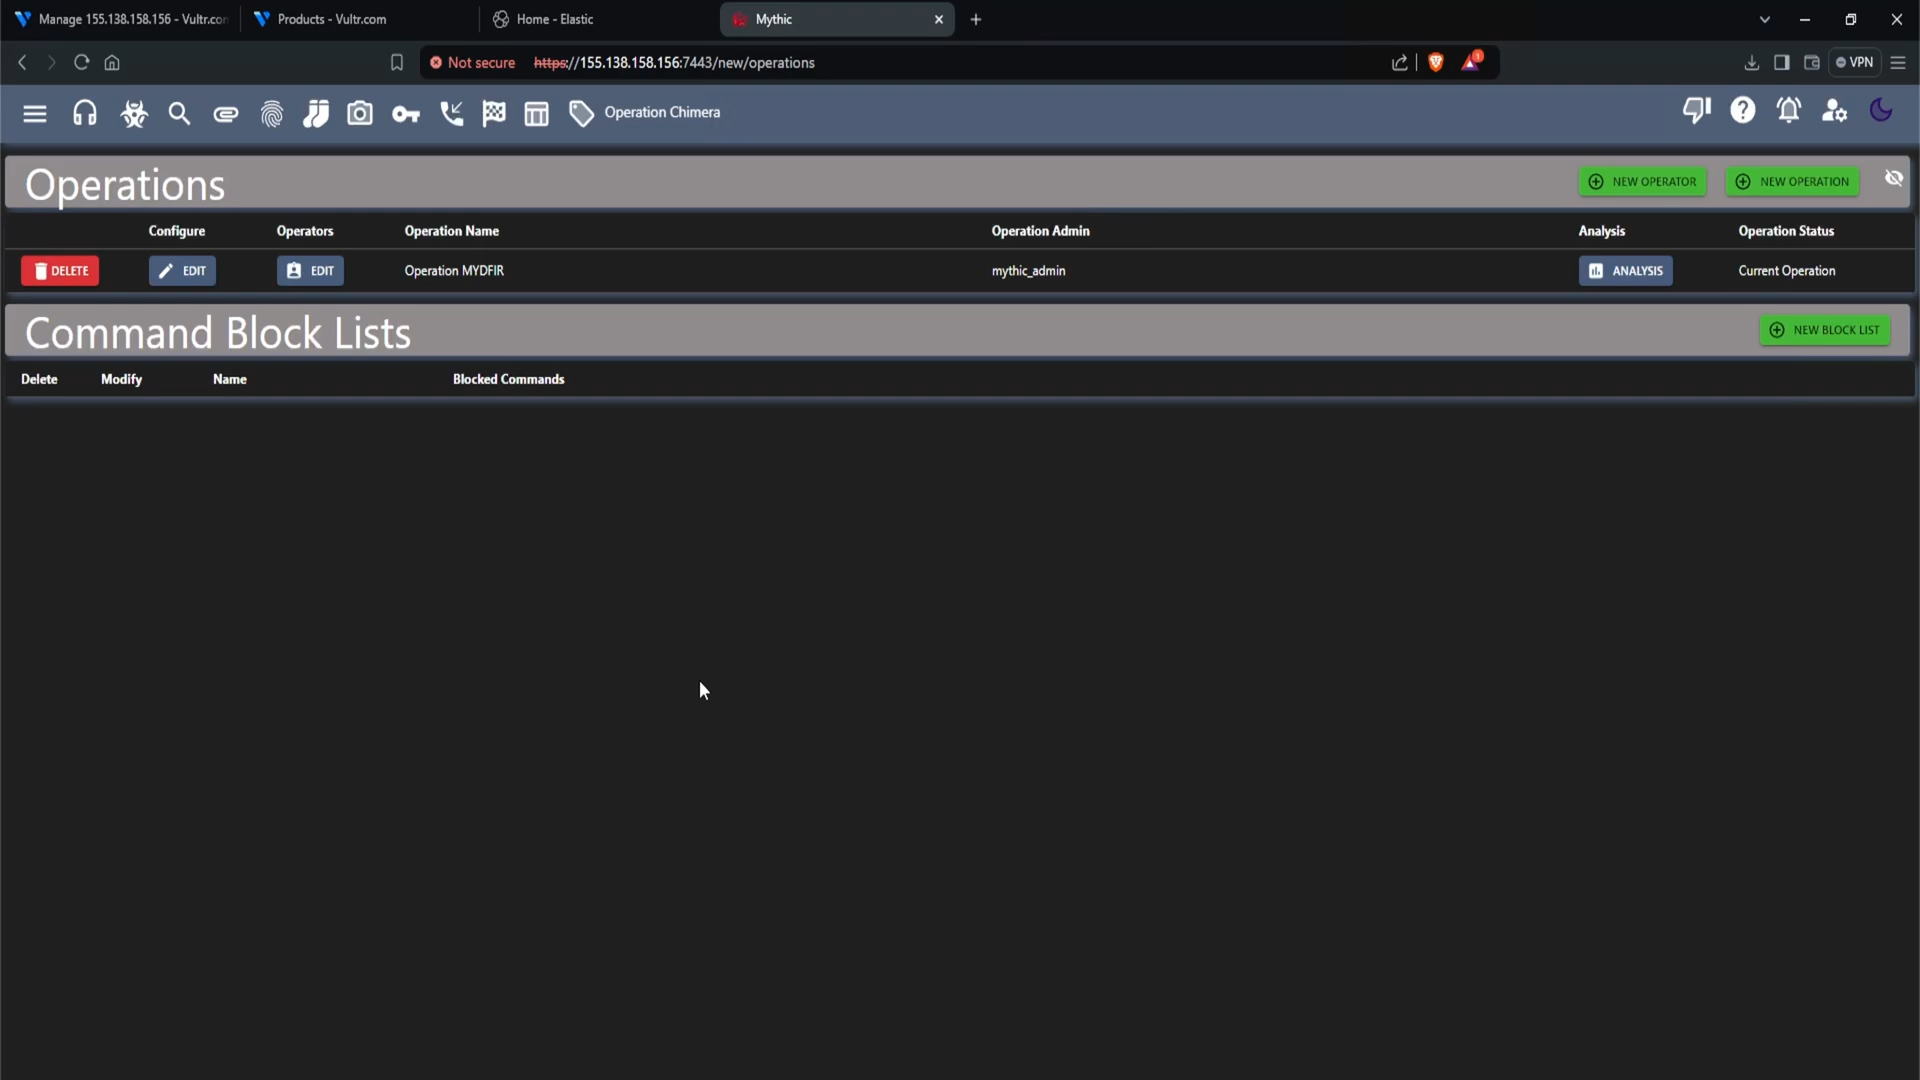 Manage 155.138.158.156 - Vultr.con
Products - Vultr.com
Home - Elastic
Mythic
Not secure https://155.138.158.156:7443/new/operations
1
VPN
Operation Chimera
Operations
NEW OPERATOR
NEW OPERATION
Configure Operators Operation Name Operation Admin Analysis Operation Status
DELETE EDIT EDIT Operation MYDFIR mythic_admin ANALYSIS Current Operation
Command Block Lists
NEW BLOCK LIST
Delete Modify Name Blocked Commands